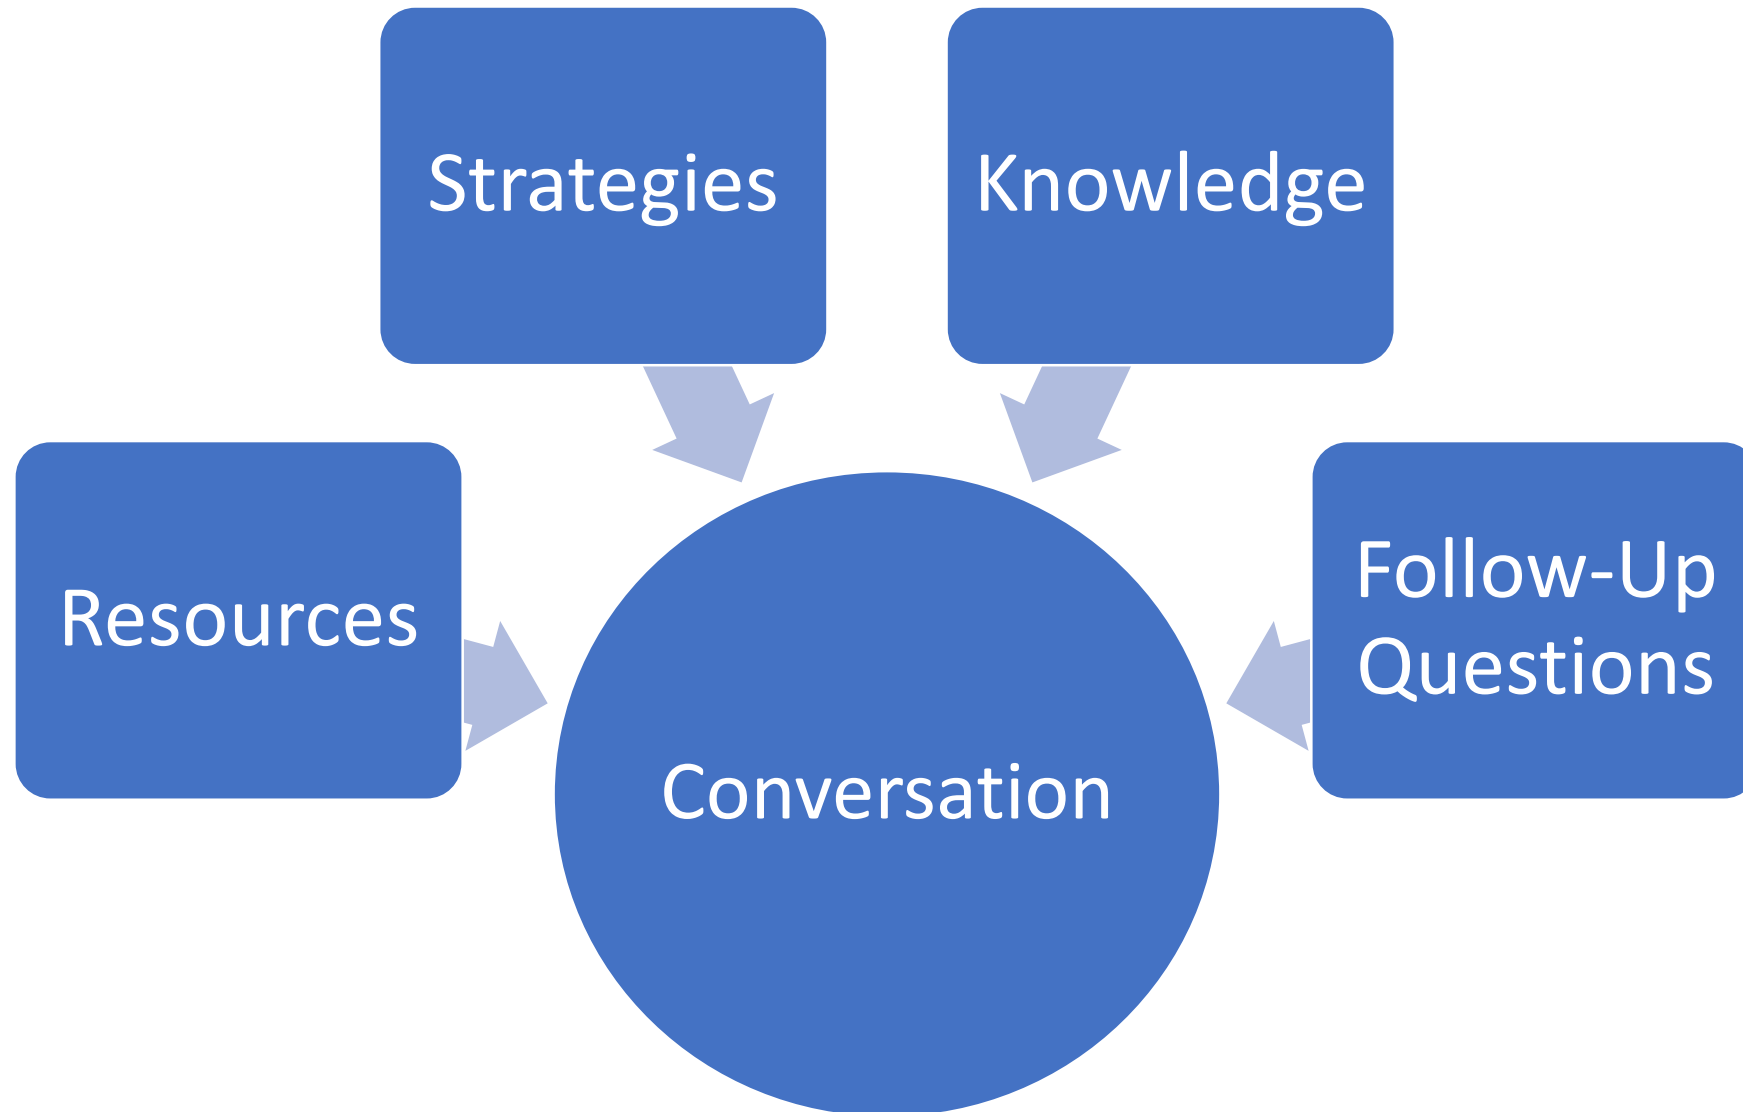 Strategies
Knowledge
Resources
Follow-Up
Questions
Conversation